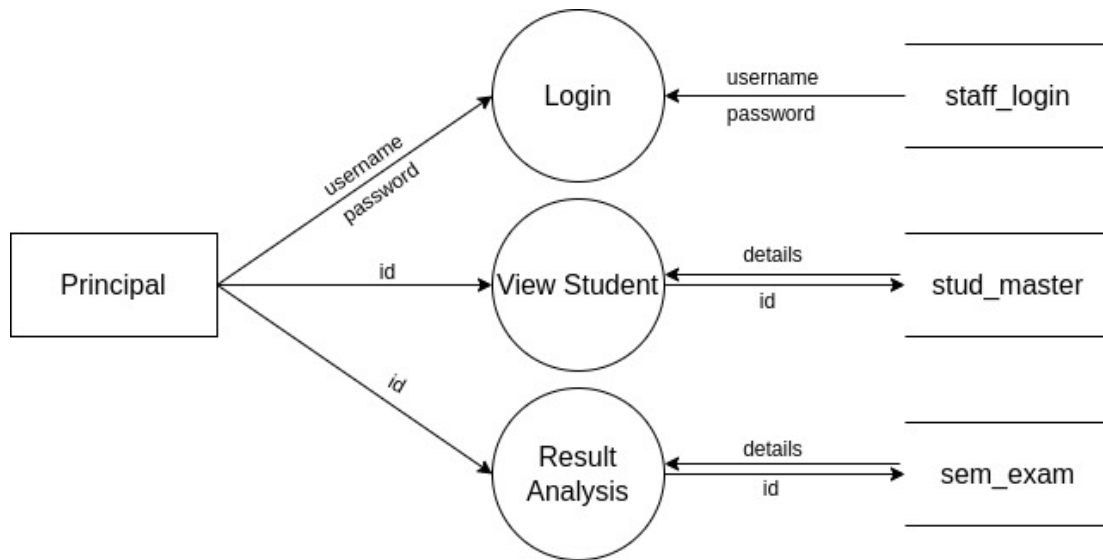 Login
username
password
staff_login
username
password
Principal
id
View Student
details
id
stud_master
id
Result
Analysis
details
id
sem_exam